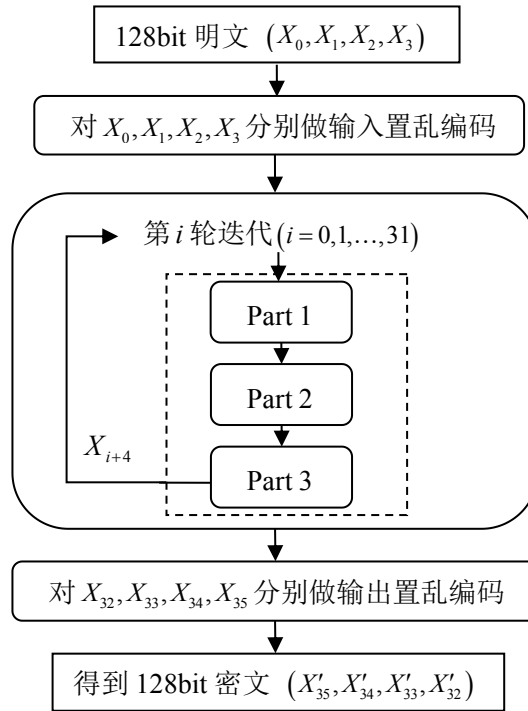 128bit 明文 (X₀,X₁,X₂,X₃)
对 X₀,X₁,X₂,X₃ 分别做输入置乱编码
第 i 轮迭代(i=0,1,…,31)
Part 1
Part 2
X_{i+4}
Part 3
对 X₃₂,X₃₃,X₃₄,X₃₅ 分别做输出置乱编码
得到 128bit 密文 (X′₃₅,X′₃₄,X′₃₃,X′₃₂)